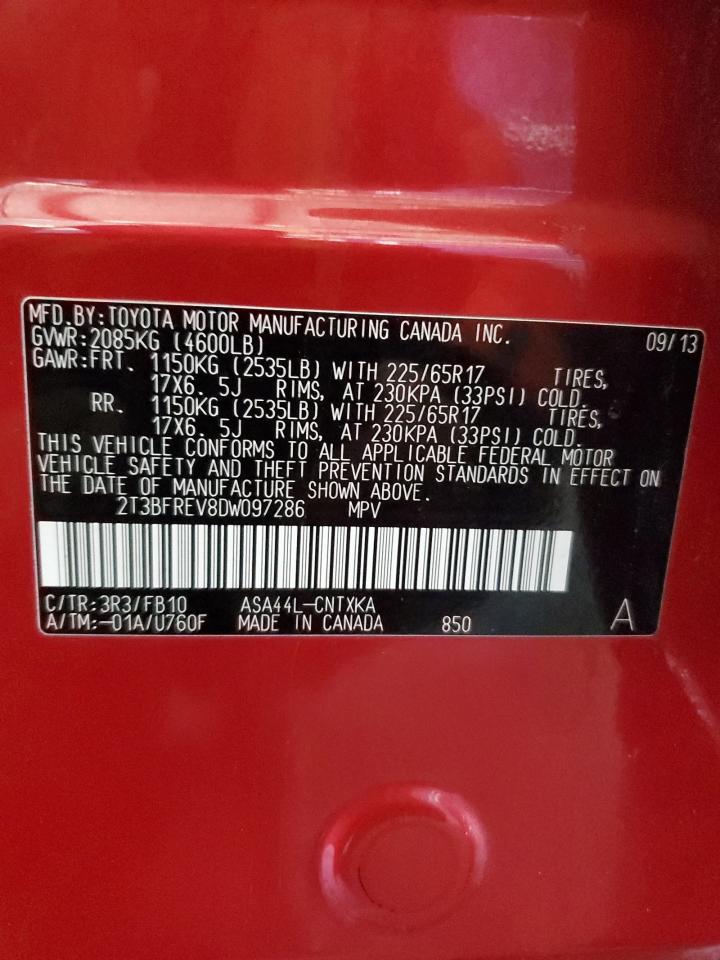 MFD.BY:TOYOTA MOTOR MANUFACTURING CANADA INC. 09/13
GVWR:2085KG (4600LB)
GAWR:FRT. 1150KG (2535LB) WITH 225/65R17 TIRES,
17X6. 5J RIMS, AT 230KPA (33PSI) COLD.
RR. 1150KG (2535LB) WITH 225/65R17 TIRES,
17X6. 5J RIMS, AT 230KPA (33PSI) COLD.
THIS VEHICLE CONFORMS TO ALL APPLICABLE FEDERAL MOTOR
VEHICLE SAFETY AND THEFT PREVENTION STANDARDS IN EFFECT ON
THE DATE OF MANUFACTURE SHOWN ABOVE.
2T3BFREV8DW097286 MPV
C/TR:3R3/FB10 ASA44L-CNTXKA
A/TM:-01A/U760F MADE IN CANADA 850 A